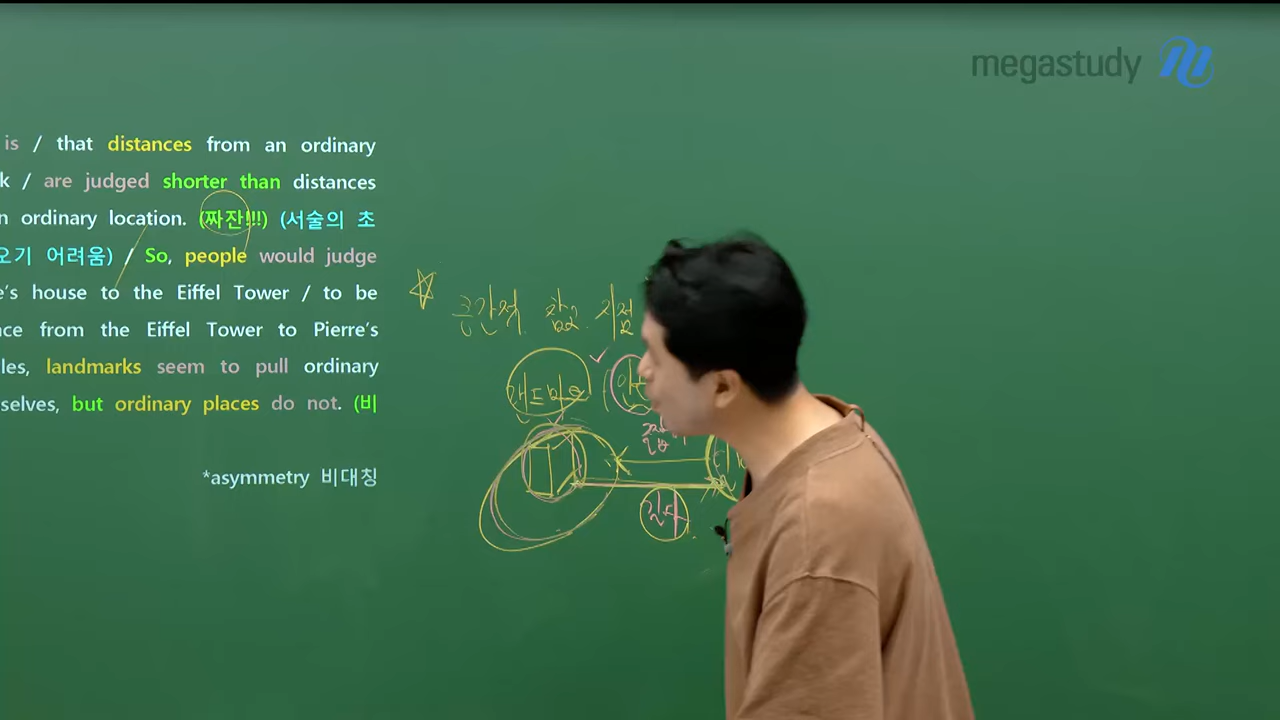 megastudy
is / that distances from an ordinary
k / are judged shorter than distances
n ordinary location. (짜잔!!!) (서술의 초
오기 어려움) / So, people would judge
e's house to the Eiffel Tower / to be
nce from the Eiffel Tower to Pierre's
les, landmarks seem to pull ordinary
selves, but ordinary places do not. (비
*asymmetry 비대칭
공간적 참조 지점
랜드마크
길다